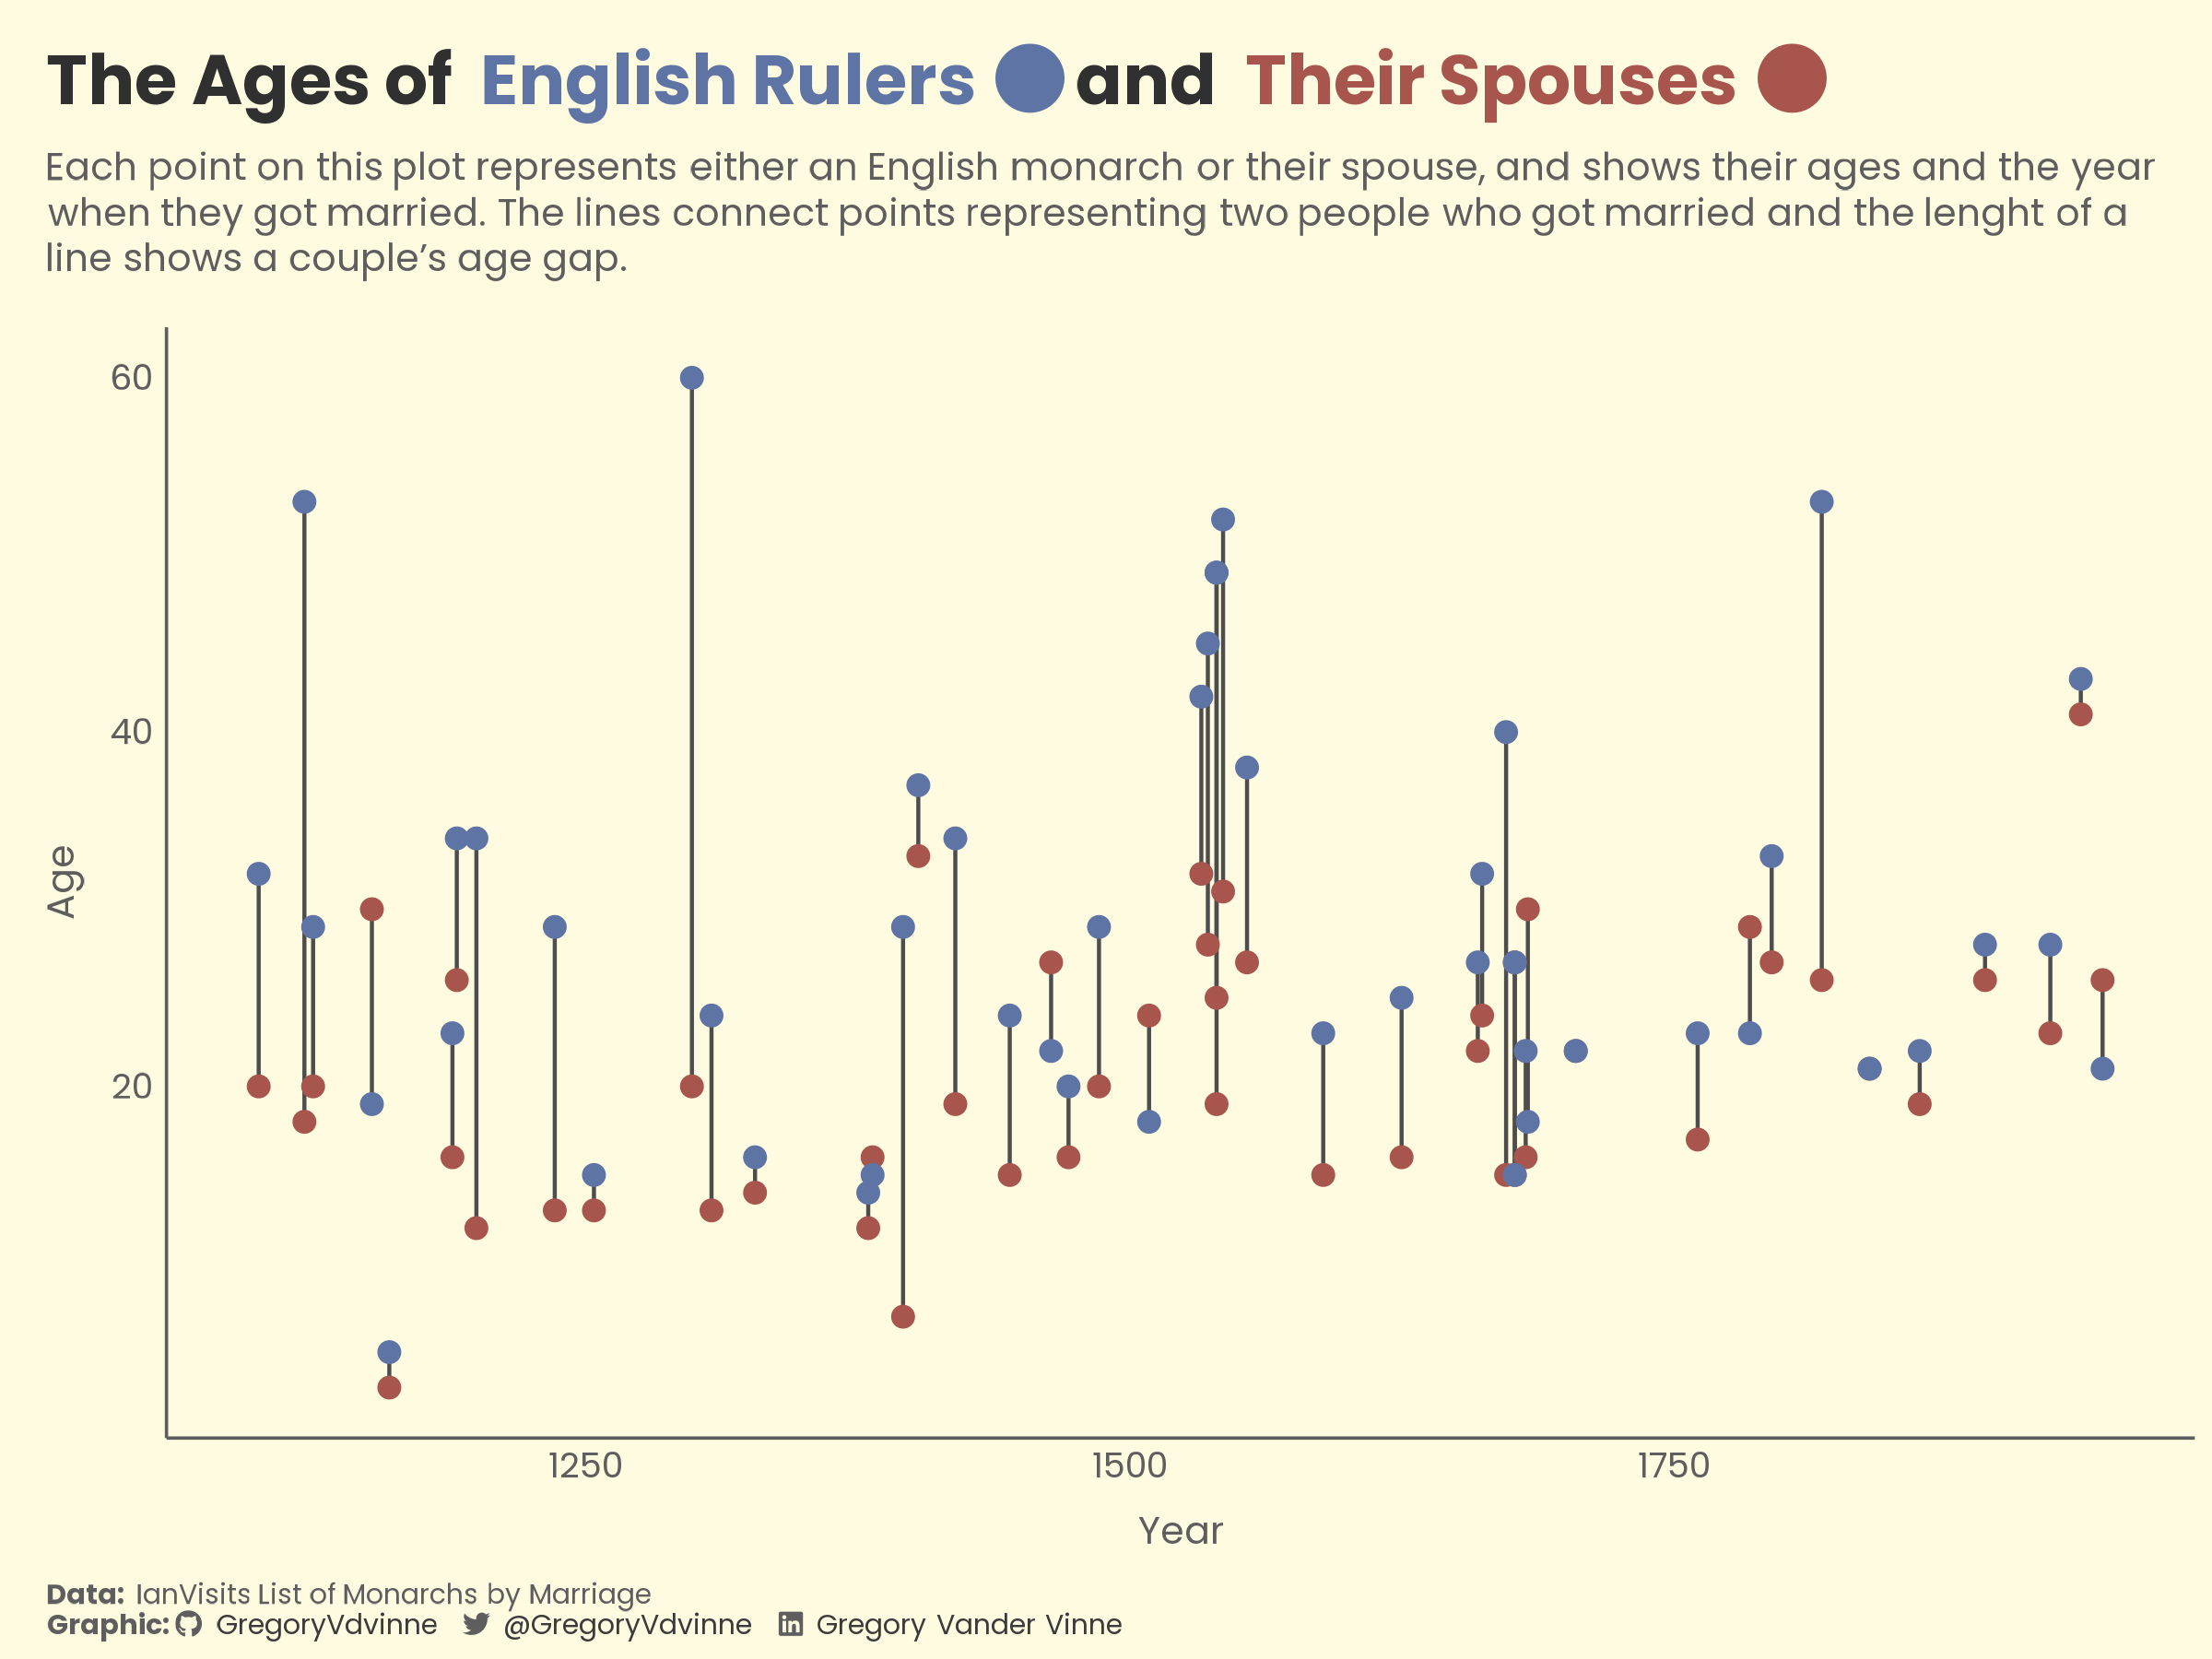 The Ages of English Rulers and Their Spouses
Each point on this plot represents either an English monarch or their spouse, and shows their ages and the year
when they got married. The lines connect points representing two people who got married and the lenght of a
line shows a couple’s age gap.
60
40
20
Age
1250 1500 1750
Year
Data: IanVisits List of Monarchs by Marriage
Graphic: GregoryVdvinne @GregoryVdvinne in Gregory Vander Vinne